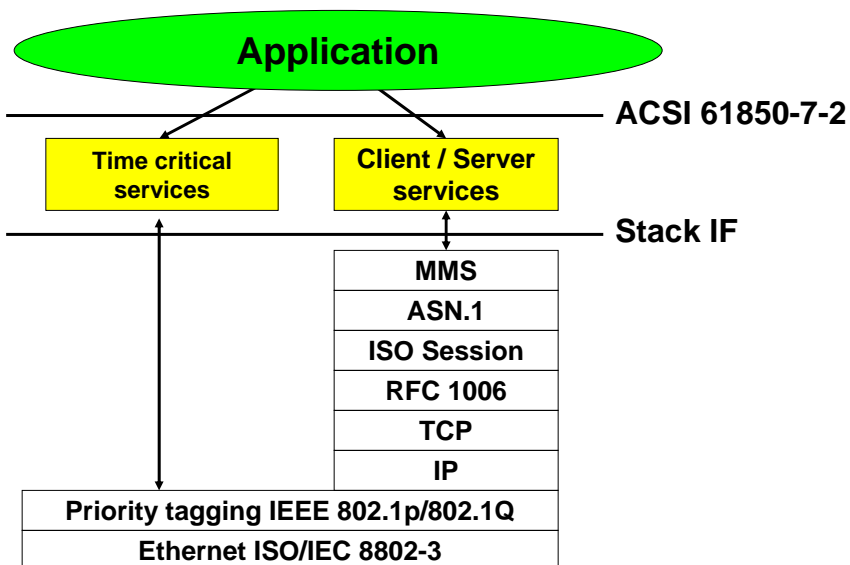 Application
ACSI 61850-7-2
Time critical
services
Client / Server
services
Stack IF
MMS
ASN.1
ISO Session
RFC 1006
TCP
IP
Priority tagging IEEE 802.1p/802.1Q
Ethernet ISO/IEC 8802-3